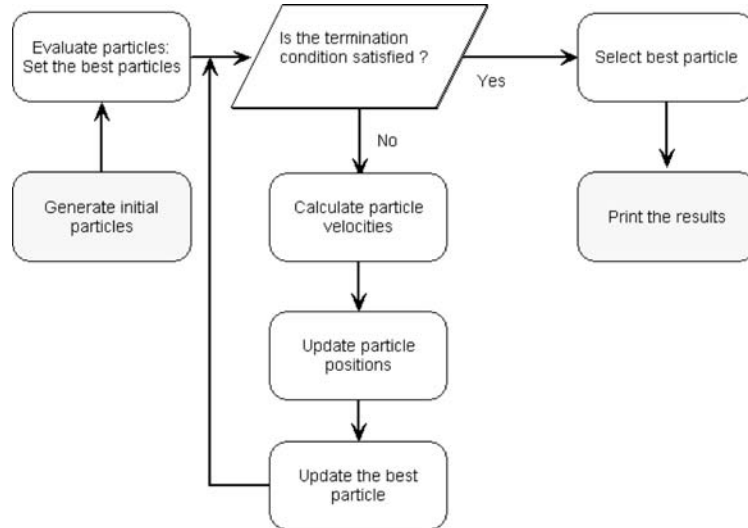 Evaluate particles:
Set the best particles
Is the termination
condition satisfied ?
Yes
Select best particle
No
Generate initial
particles
Calculate particle
velocities
Print the results
Update particle
positions
Update the best
particle